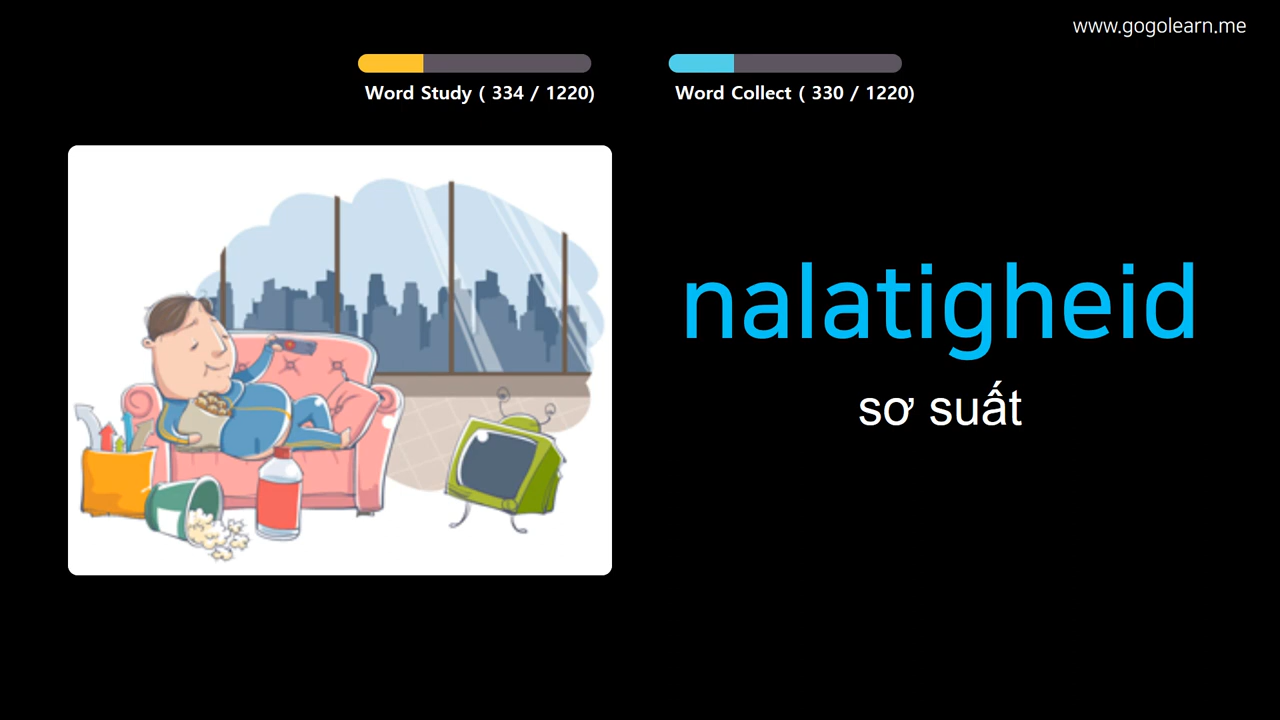 www.gogolearn.me
Word Study ( 334 / 1220)
Word Collect ( 330 / 1220)
nalatigheid
sơ suất